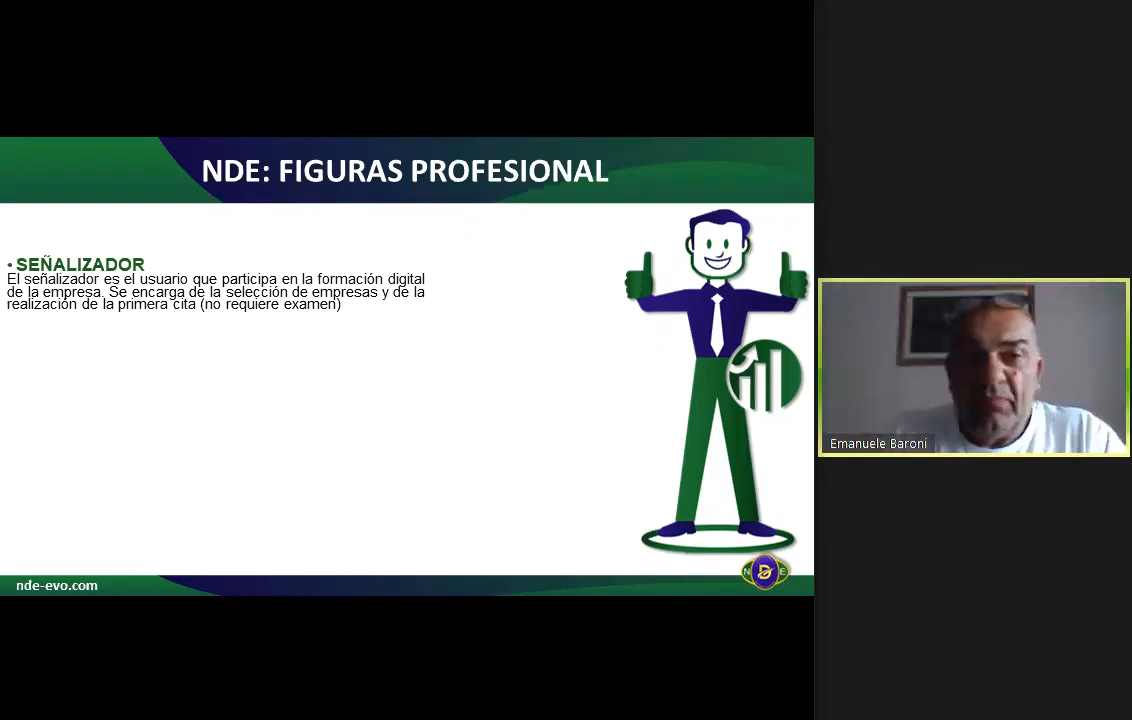 NDE: FIGURAS PROFESIONAL
• SEÑALIZADOR
El señalizador es el usuario que participa en la formación digital
de la empresa. Se encarga de la selección de empresas y de la
realización de la primera cita (no requiere examen)
Emanuele Baroni
nde-evo.com
N D E